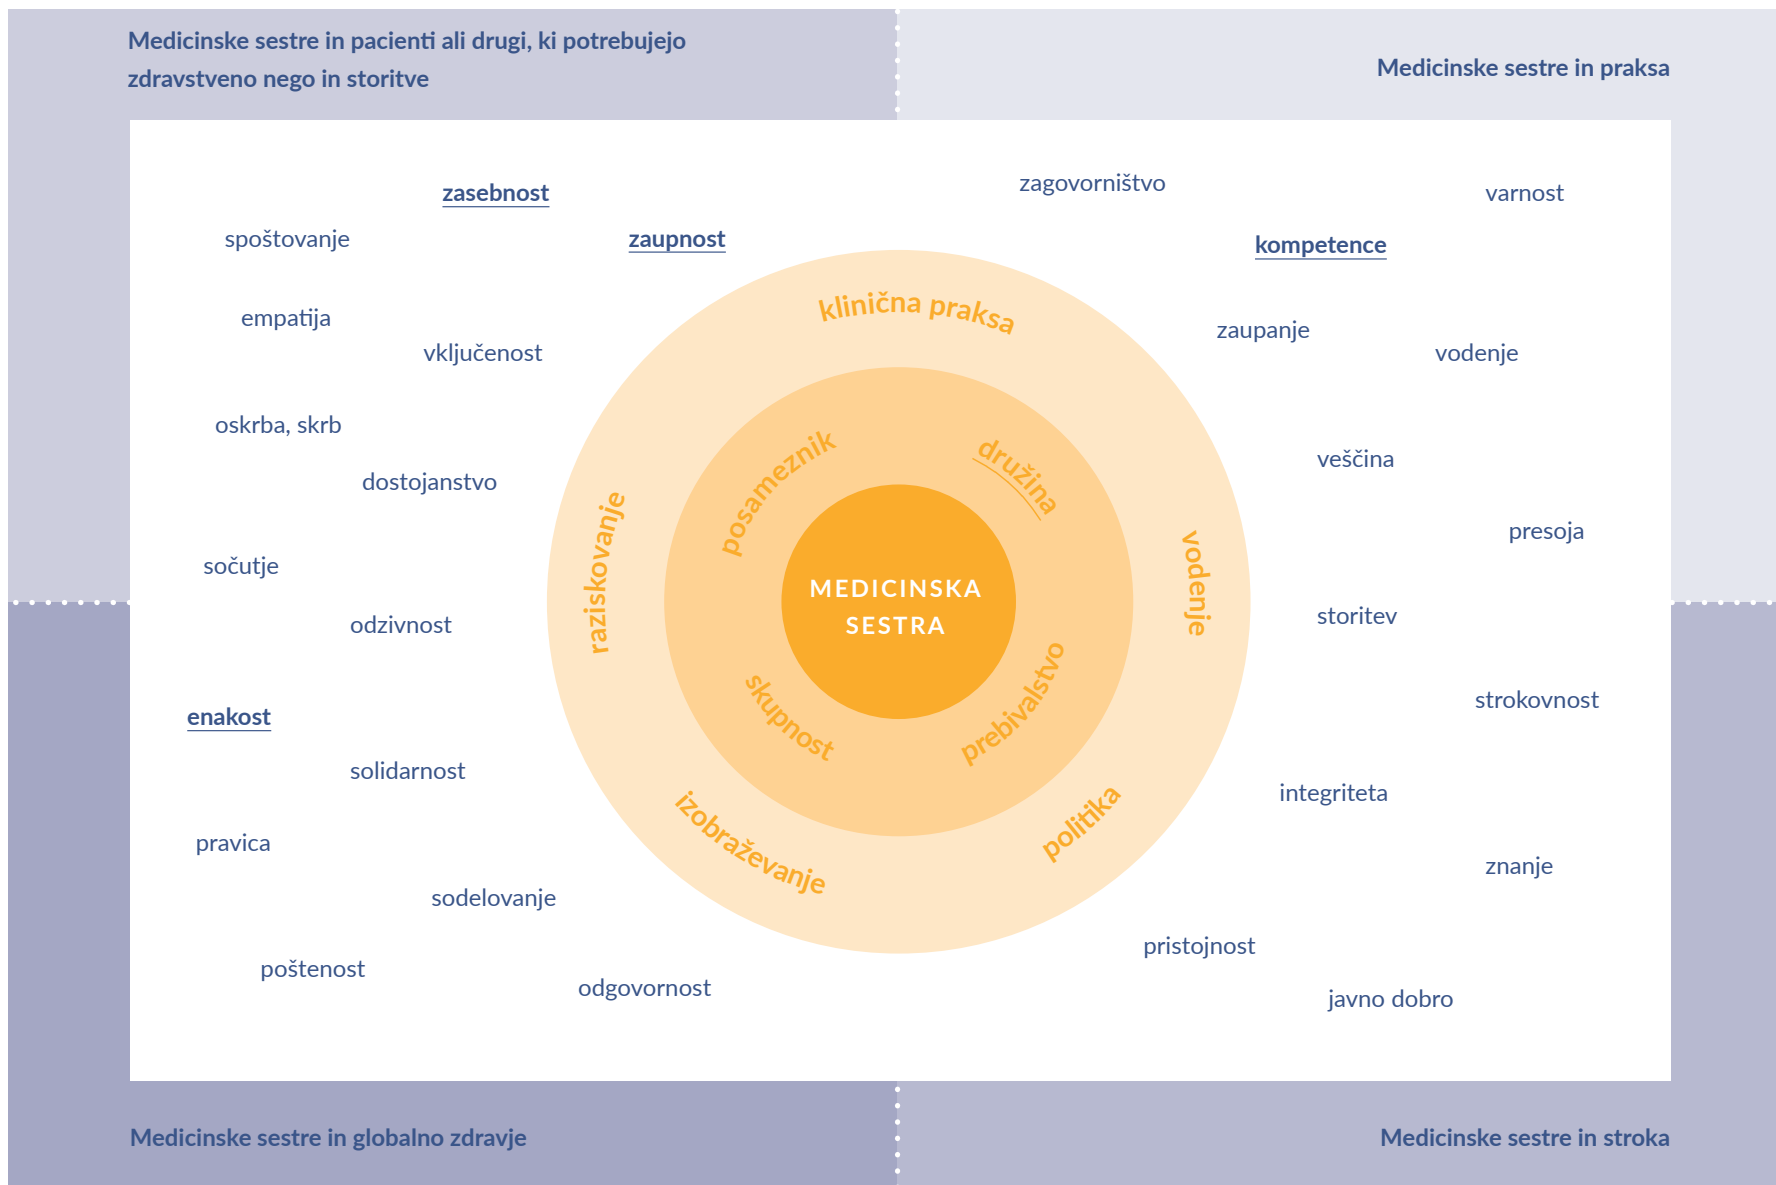 Medicinske sestre in pacienti ali drugi, ki potrebujejo
zdravstveno nego in storitve
Medicinske sestre in praksa
zasebnost
spoštovanje
zaupnost
empatija
vključenost
oskrba, skrb
dostojanstvo
sočutje
odzivnost
enakost
solidarnost
pravica
sodelovanje
poštenost
odgovornost
klinična praksa
raziskovanje
vodenje
izobraževanje
politika
posameznik
družina
skupnost
prebivalstvo
MEDICINSKA
SESTRA
zagovorništvo
varnost
kompetence
zaupanje
vodenje
veščina
presoja
storitev
strokovnost
integriteta
znanje
pristojnost
javno dobro
Medicinske sestre in globalno zdravje
Medicinske sestre in stroka